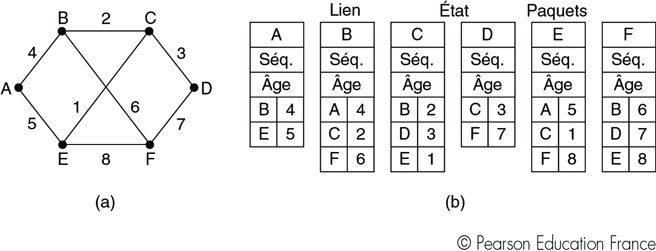 Lien État Paquets
B 2 C
4 3
A D
1 6
5 7
E 8 F
A B C D E F
Séq. Séq. Séq. Séq. Séq. Séq.
Âge Âge Âge Âge Âge Âge
B 4 A 4 B 2 C 3 A 5 B 6
E 5 C 2 D 3 F 7 C 1 D 7
F 6 E 1 F 8 E 8
(a) (b)
© Pearson Education France